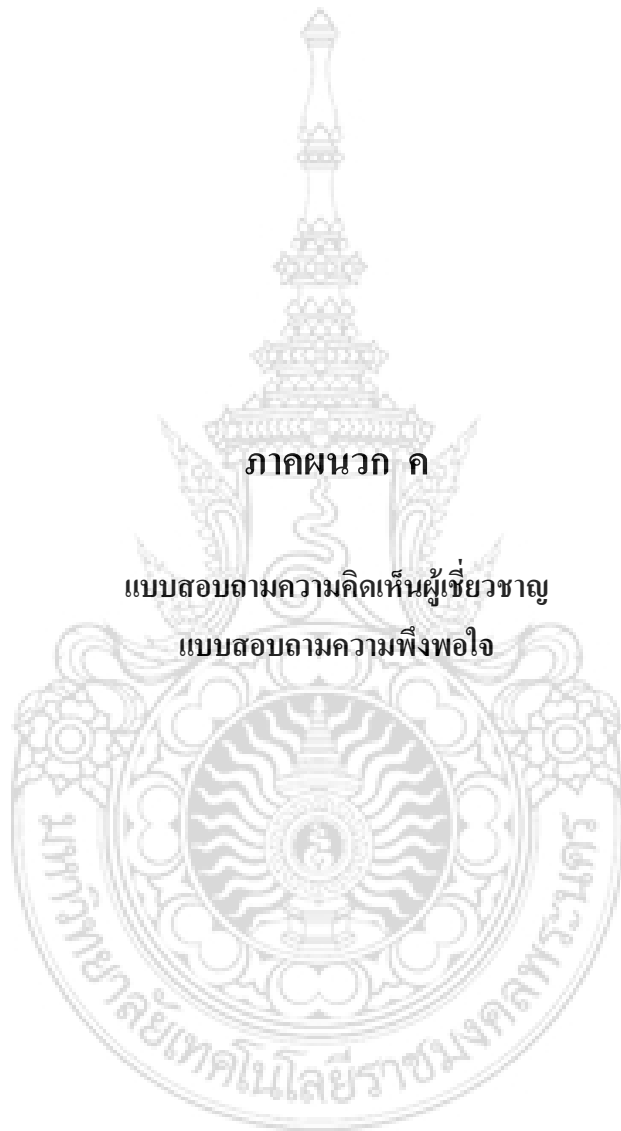 ภาคผนวก ค
แบบสอบถามความคิดเห็นผู้เชี่ยวชาญ
แบบสอบถามความพึงพอใจ
มหาวิทยาลัยเทคโนโลยีราชมงคลพระนคร